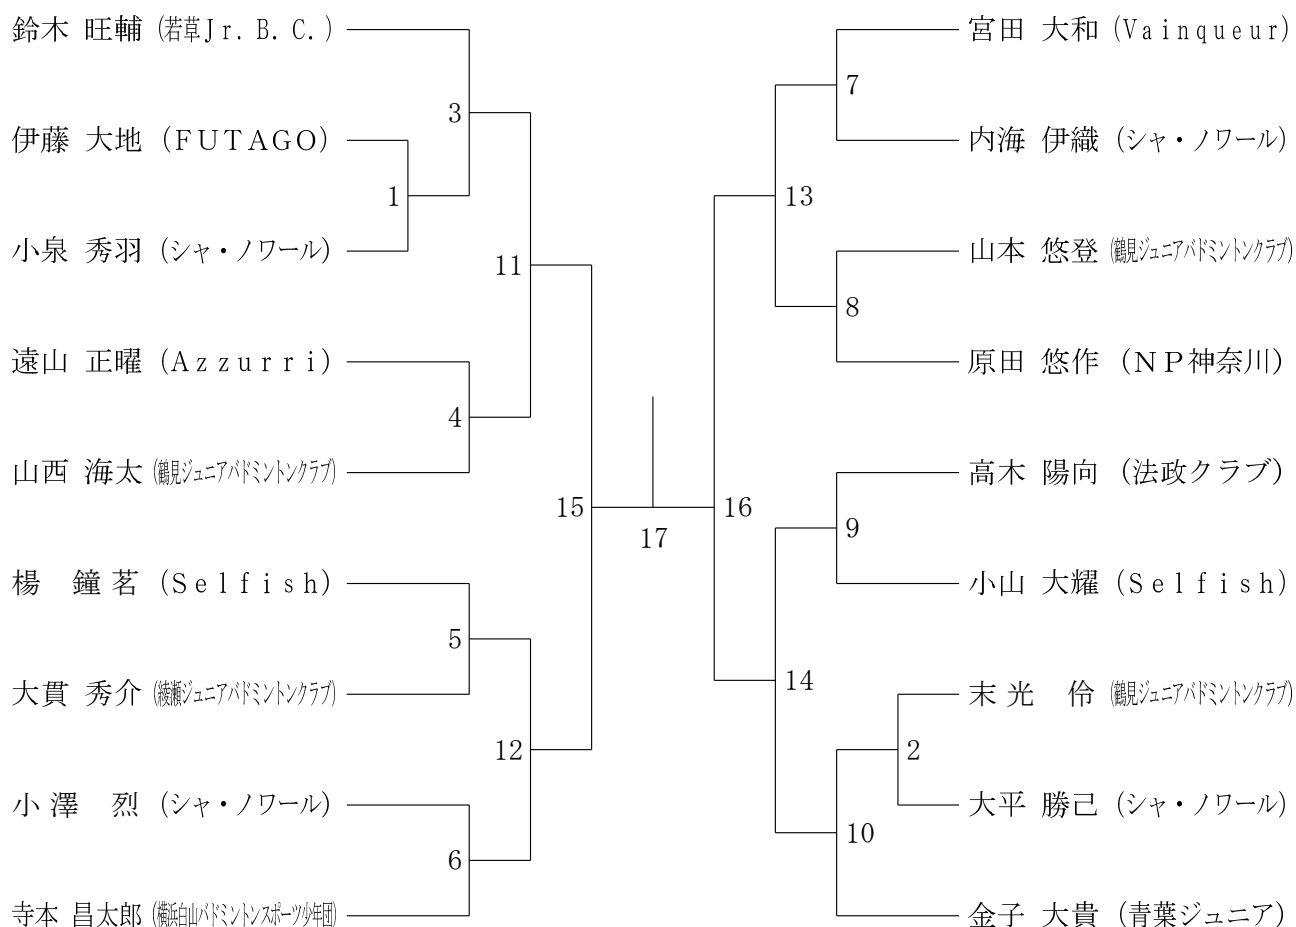 鈴木 旺輔 (若草Jr.B.C.)
3
伊藤 大地 (FUTAGO)
1
小泉 秀羽 (シャ・ノワール)
11
遠山 正曜 (Azzurri)
4
山西 海太 (鶴見ジュニアバドミントンクラブ)
15
楊 鐘茗 (Selfish)
5
大貫 秀介 (綾瀬ジュニアバドミントンクラブ)
12
小澤 烈 (シャ・ノワール)
6
寺本 昌太郎 (横浜白山バドミントンスポーツ少年団)
17
宮田 大和 (Vainqueur)
7
内海 伊織 (シャ・ノワール)
13
山本 悠登 (鶴見ジュニアバドミントンクラブ)
8
原田 悠作 (NP神奈川)
16
高木 陽向 (法政クラブ)
9
小山 大耀 (Selfish)
14
末光 伶 (鶴見ジュニアバドミントンクラブ)
2
大平 勝己 (シャ・ノワール)
10
金子 大貴 (青葉ジュニア)